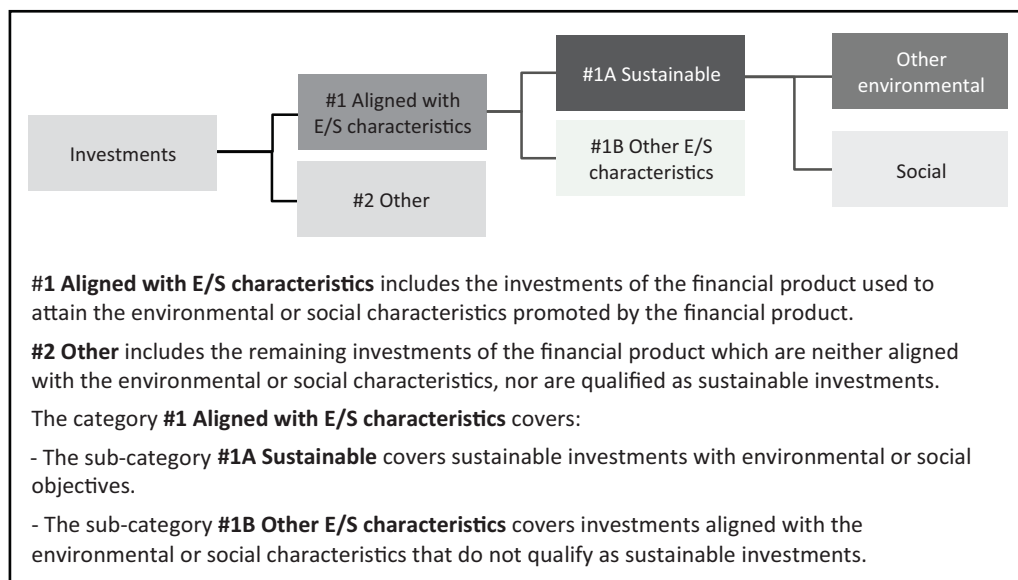 Investments
#1 Aligned with
E/S characteristics
#2 Other
#1A Sustainable
#1B Other E/S
characteristics
Other
environmental
Social
#1 Aligned with E/S characteristics includes the investments of the financial product used to
attain the environmental or social characteristics promoted by the financial product.
#2 Other includes the remaining investments of the financial product which are neither aligned
with the environmental or social characteristics, nor are qualified as sustainable investments.
The category #1 Aligned with E/S characteristics covers:
- The sub-category #1A Sustainable covers sustainable investments with environmental or social
objectives.
- The sub-category #1B Other E/S characteristics covers investments aligned with the
environmental or social characteristics that do not qualify as sustainable investments.